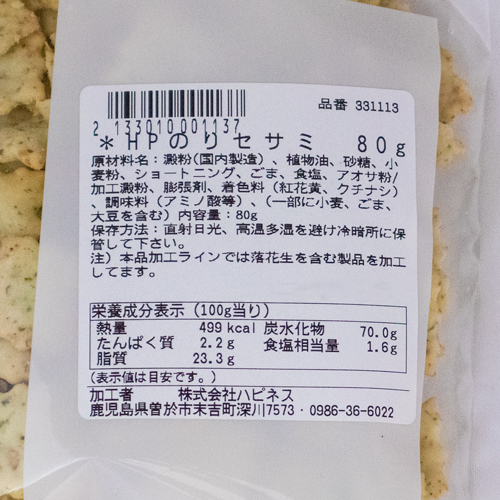 品番 331113
2 133010 001137
＊HPのりセサミ　80g
原材料名：澱粉(国内製造)、植物油、砂糖、小
麦粉、ショートニング、ごま、食塩、アオサ粉/
加工澱粉、膨張剤、着色料（紅花黄、クチナシ）
、調味料（アミノ酸等）、（一部に小麦、ごま、
大豆を含む）内容量：80g
保存方法：直射日光、高温多湿を避け冷暗所に保
管して下さい。
注）本品加工ラインでは落花生を含む製品を加工
してます。
栄養成分表示（100g当り）
熱量 499 kcal 炭水化物 70.0g
たんぱく質 2.2g 食塩相当量 1.6g
脂質 23.3g
(表示値は目安です。)
加工者　株式会社ハピネス
鹿児島県曽於市末吉町深川7573・0986-36-6022